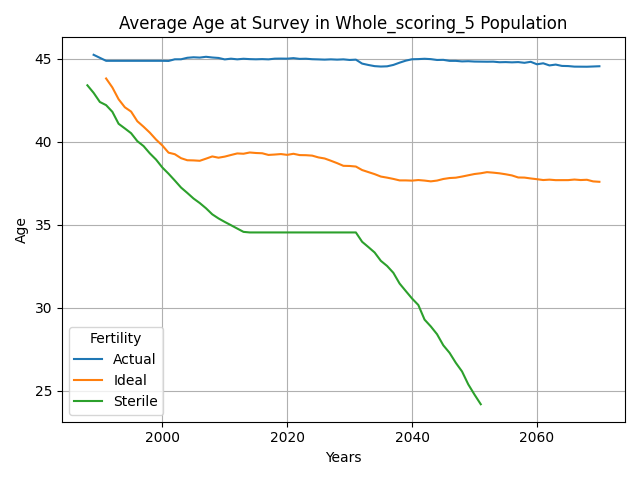 Average Age at Survey in Whole_scoring_5 Population
Age
45
40
35
30
25
Fertility
Actual
Ideal
Sterile
2000
2020
2040
2060
Years